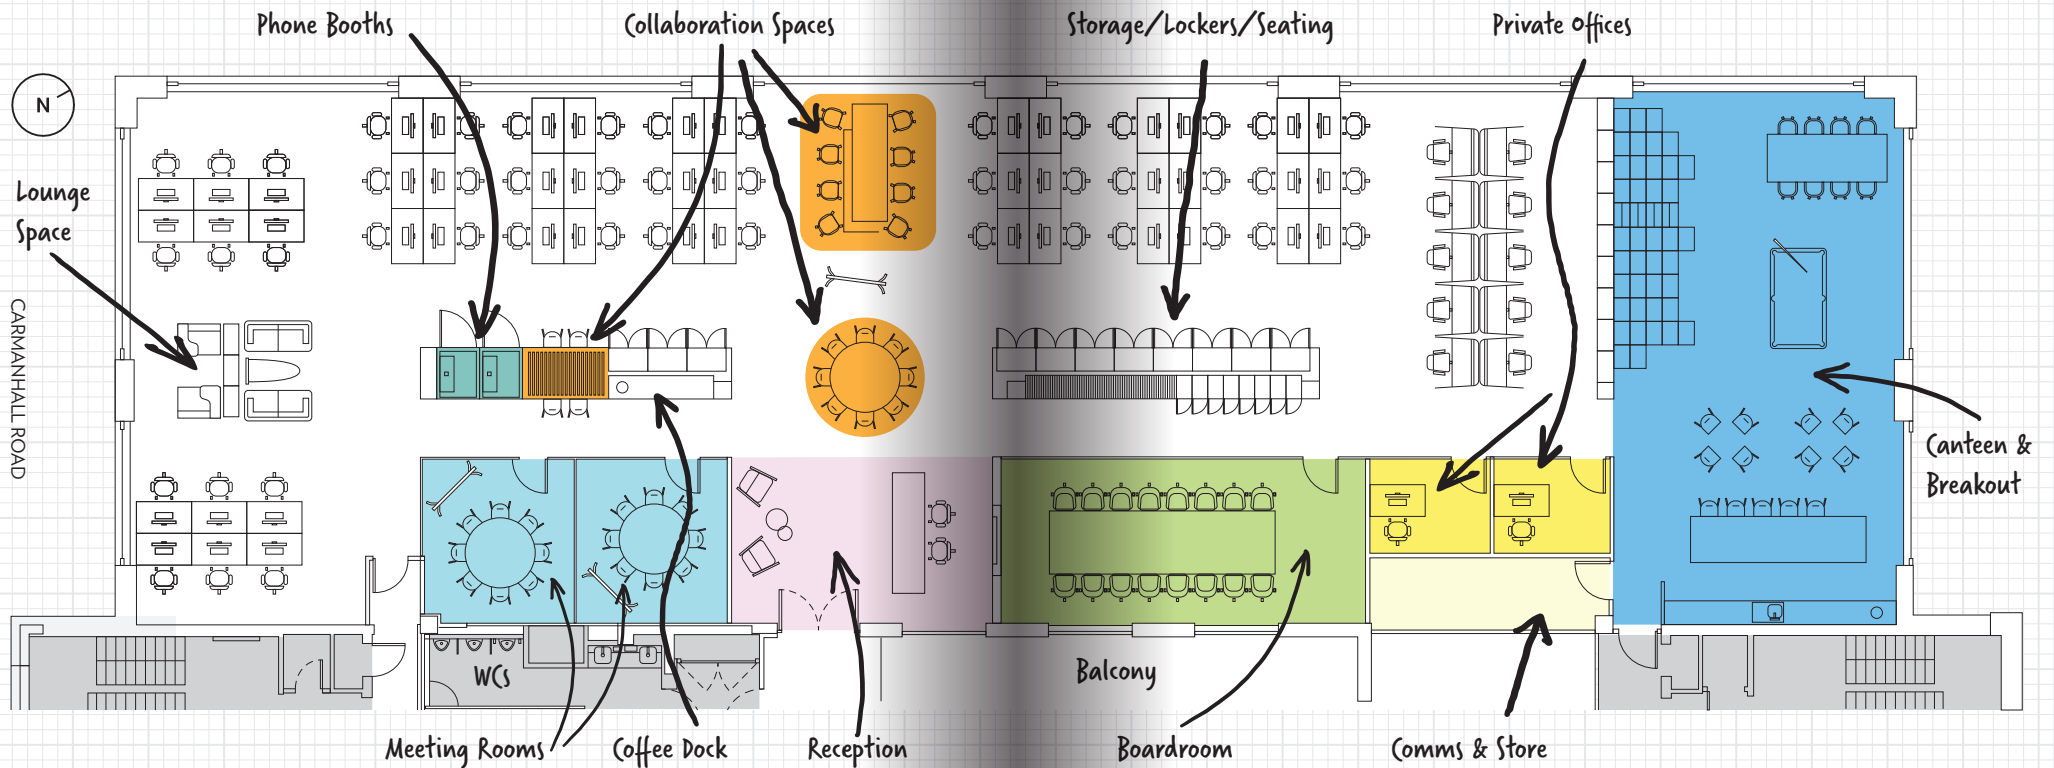 Phone Booths
Collaboration Spaces
Storage/Lockers/Seating
Private Offices
N
Lounge
Space
CARMANHALL ROAD
Canteen &
Breakout
WCs
Balcony
Meeting Rooms
Coffee Dock
Reception
Boardroom
Comms & Store